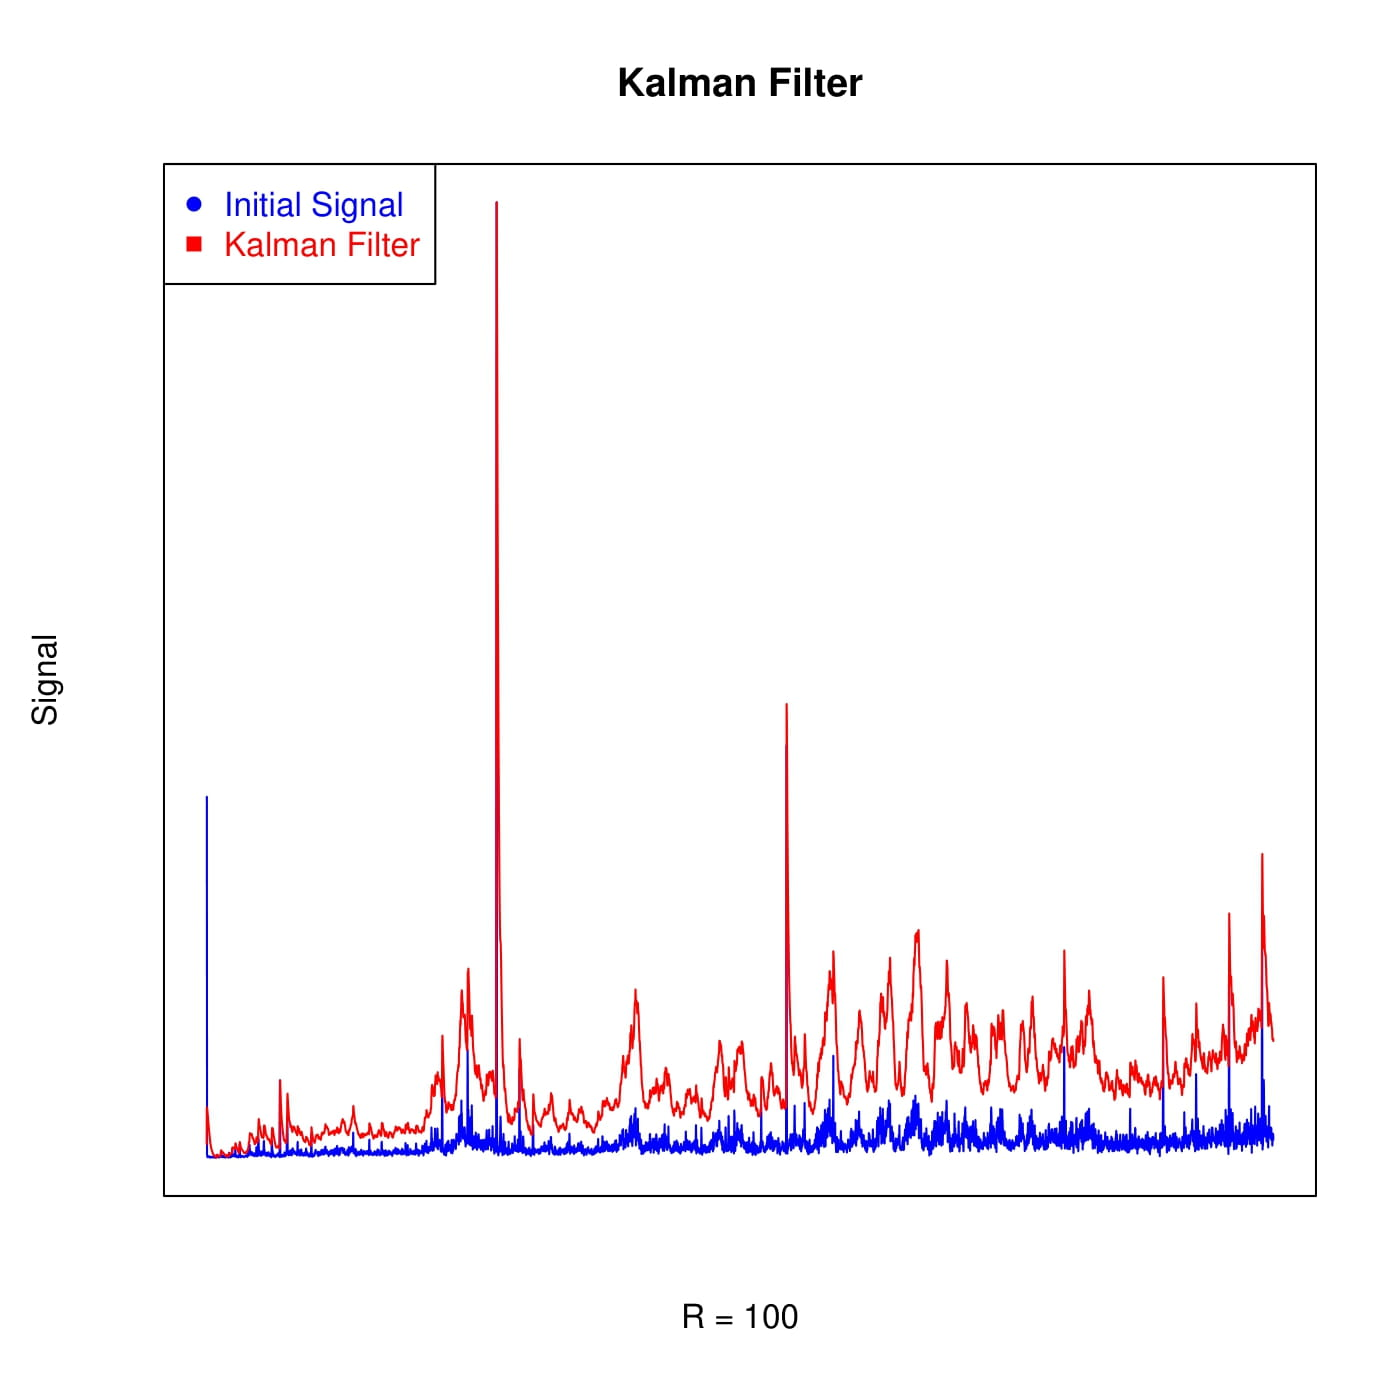 Kalman Filter
Initial Signal
Kalman Filter
Signal
R = 100